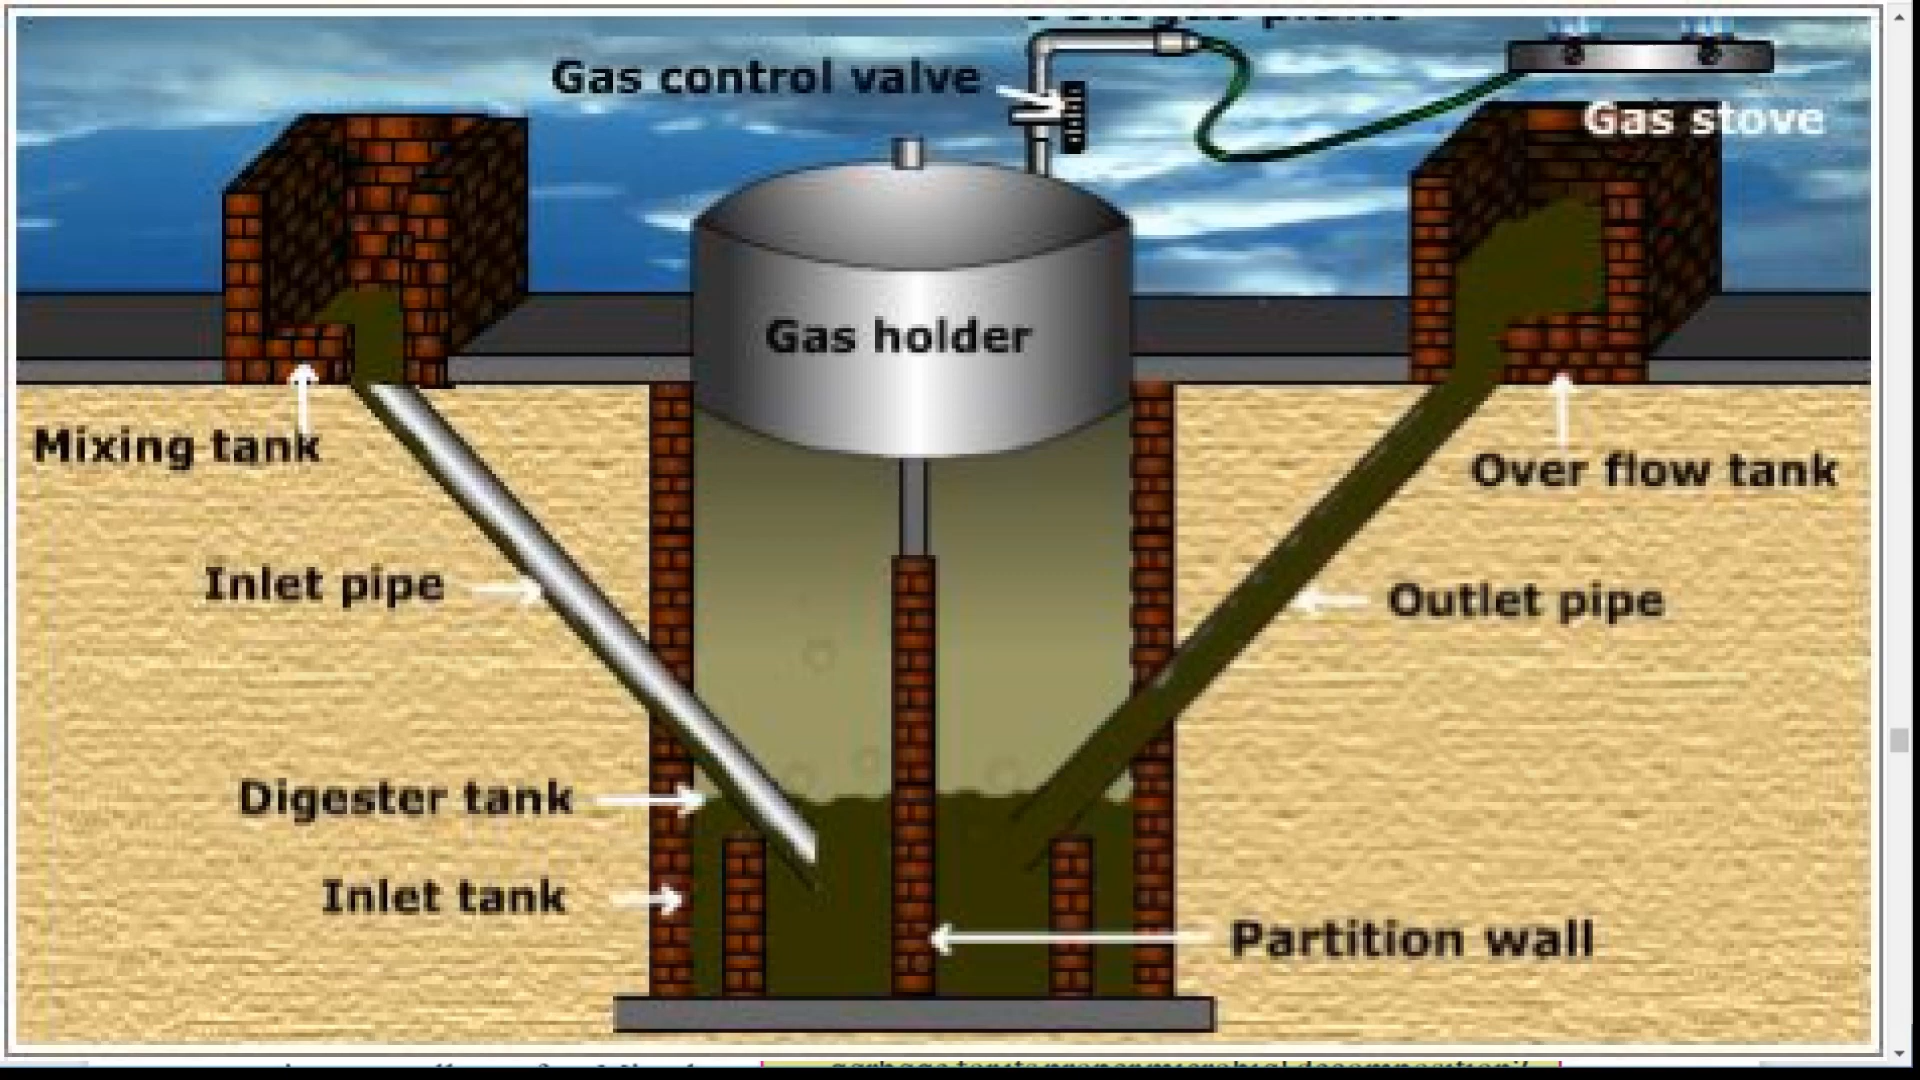 Gas control valve
Gas stove
Gas holder
Mixing tank
Over flow tank
Inlet pipe
Outlet pipe
Digester tank
Inlet tank
Partition wall